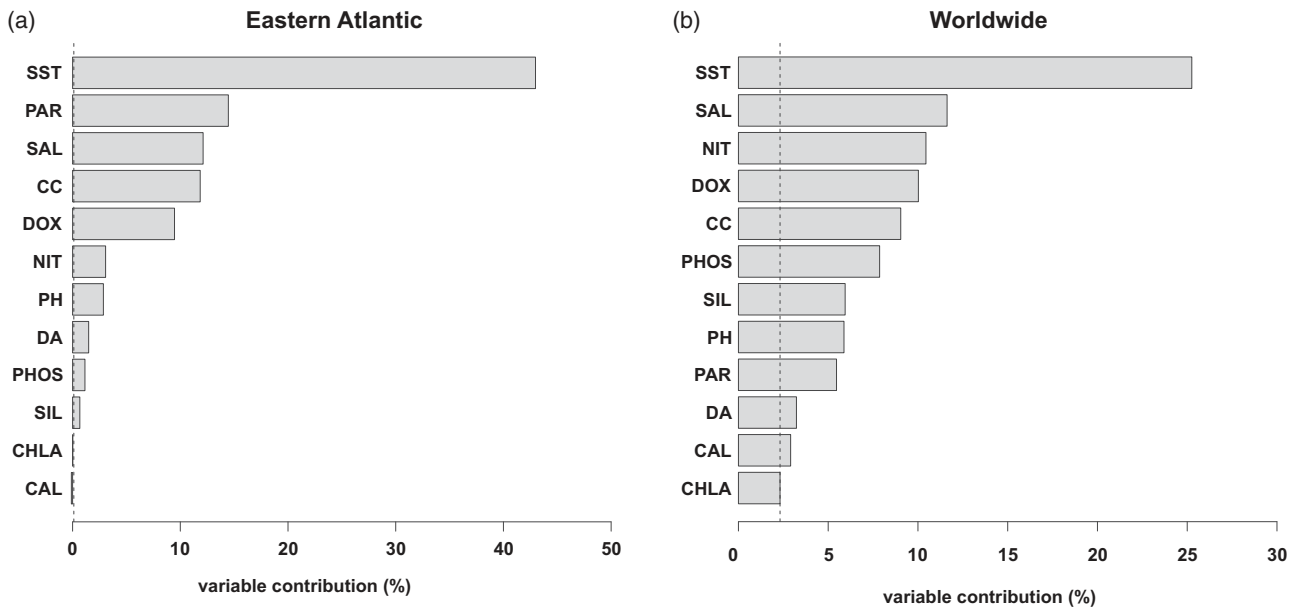 (a)
Eastern Atlantic
SST
PAR
SAL
CC
DOX
NIT
PH
DA
PHOS
SIL
CHLA
CAL
0 10 20 30 40 50
variable contribution (%)
(b)
Worldwide
SST
SAL
NIT
DOX
CC
PHOS
SIL
PH
PAR
DA
CAL
CHLA
0 5 10 15 20 25 30
variable contribution (%)